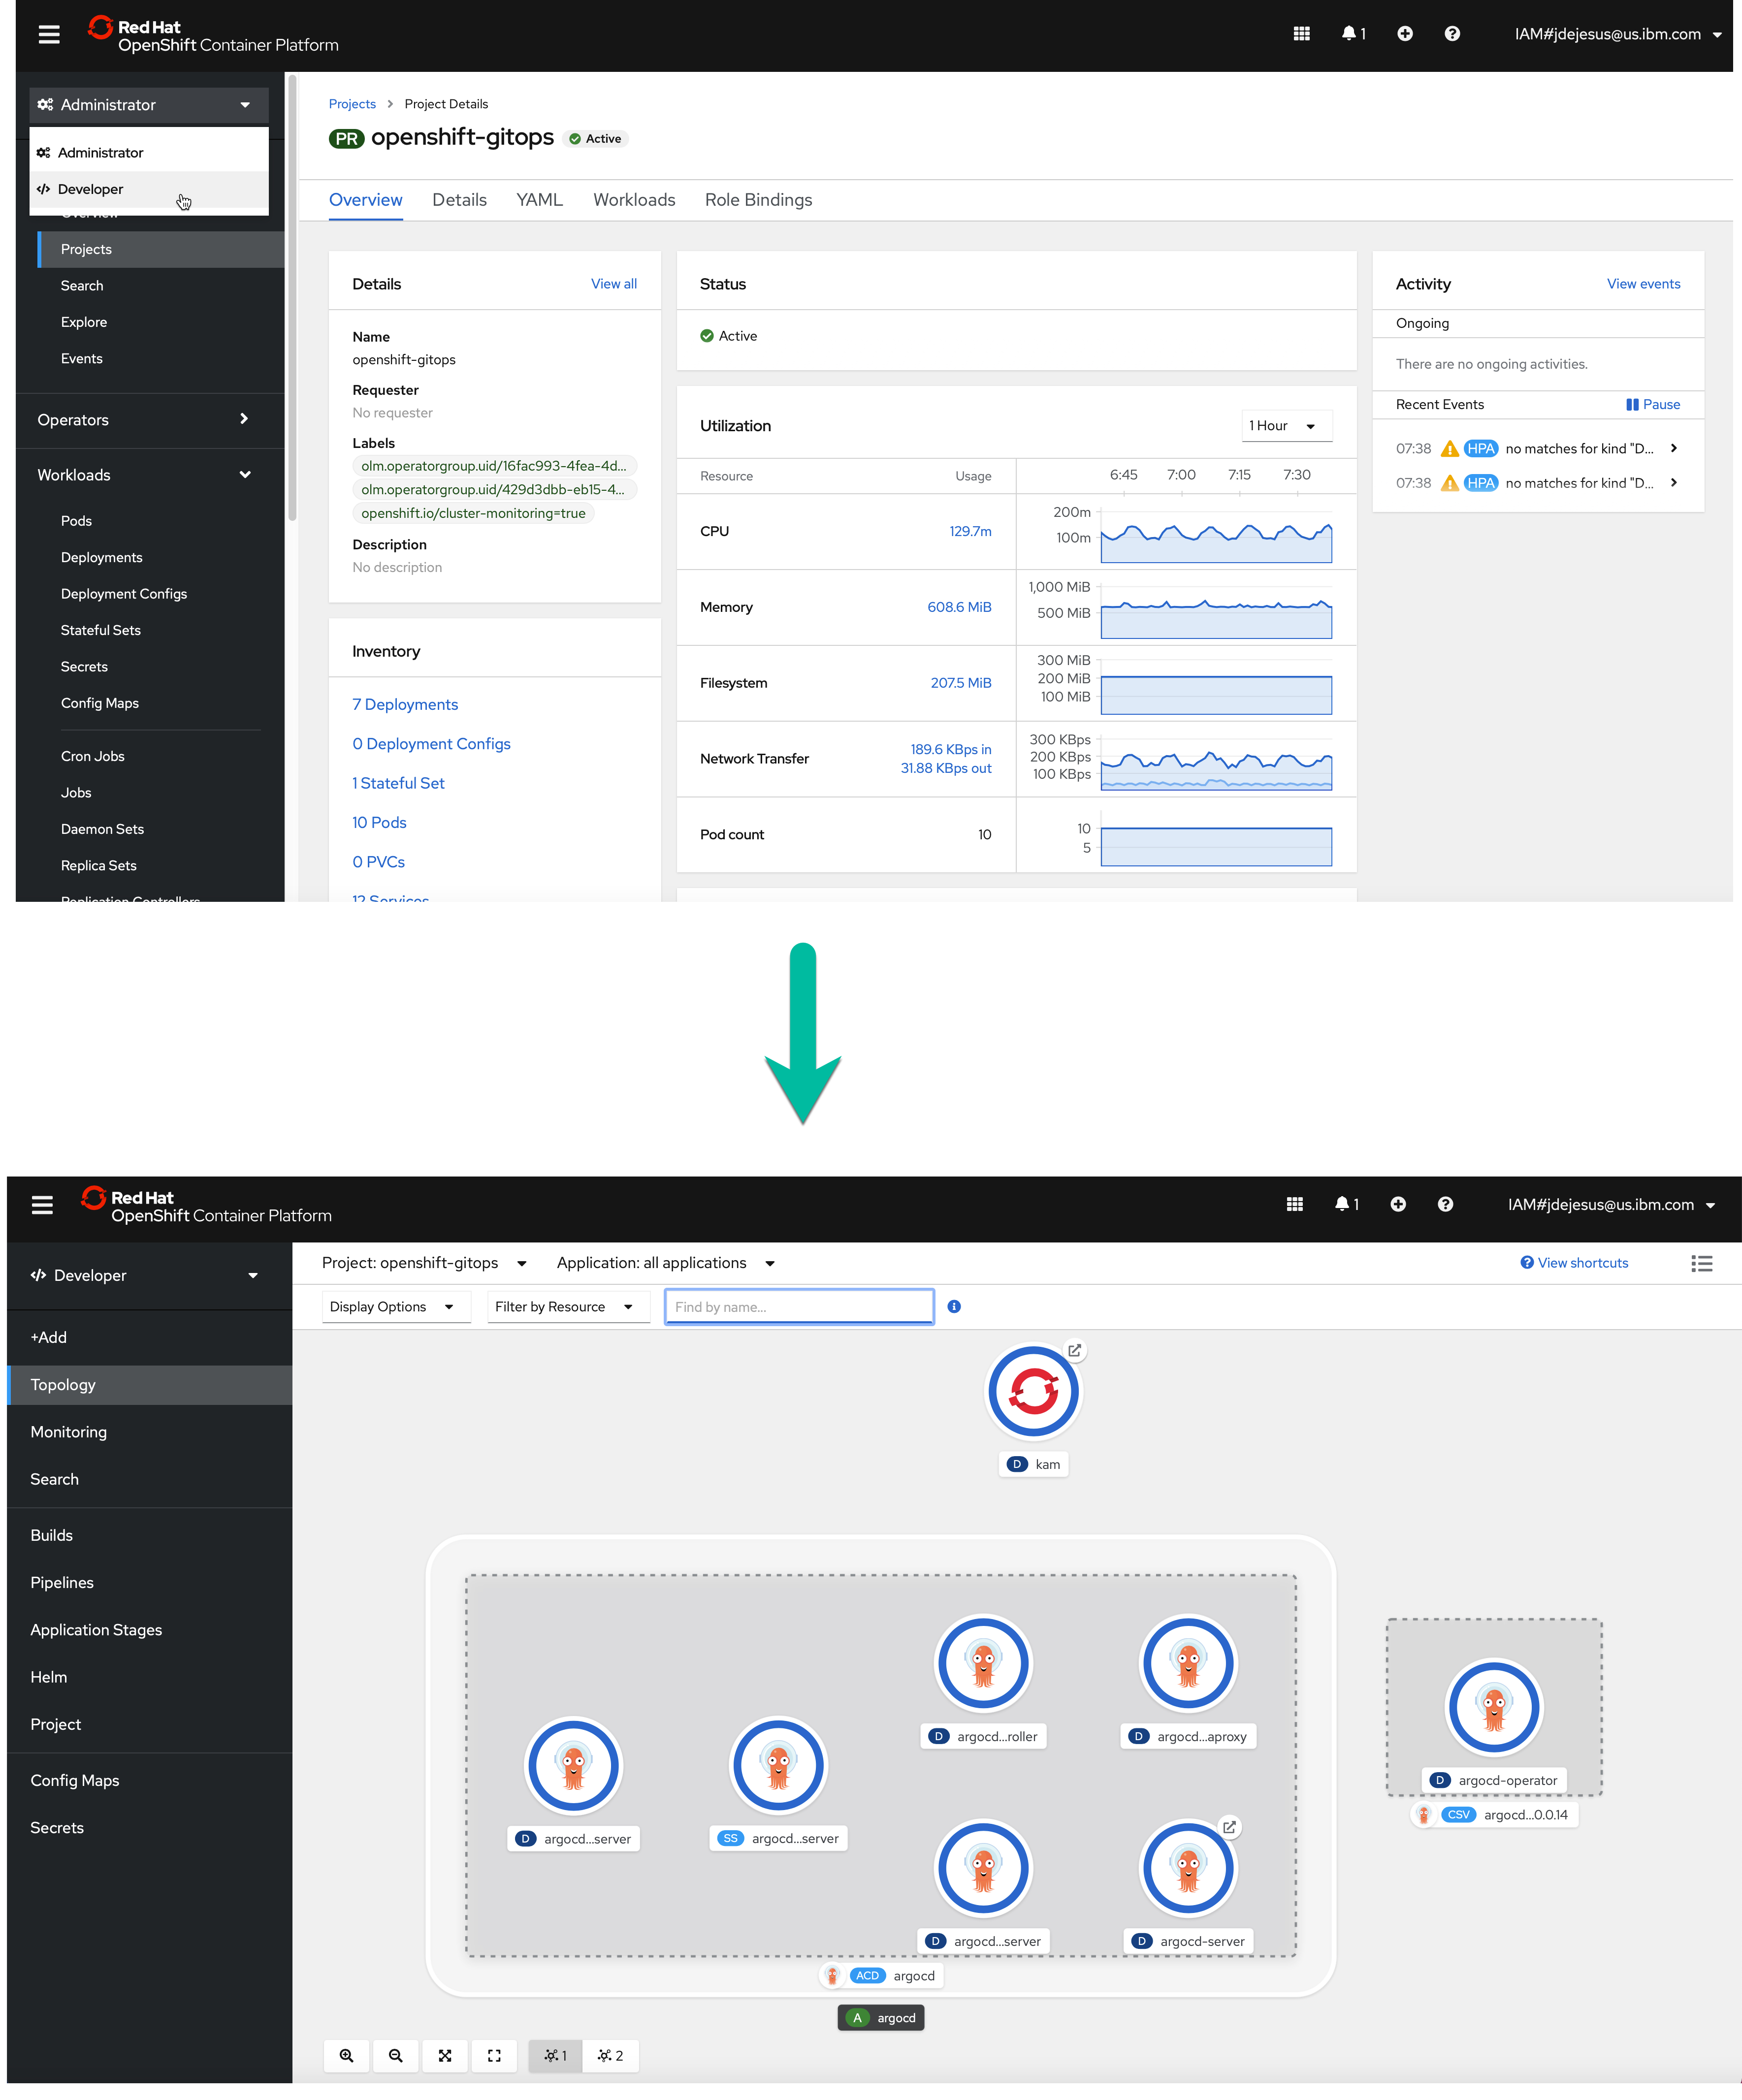 Red Hat
OpenShift Container Platform
1
IAM#jdejesus@us.ibm.com
Administrator
Administrator
Developer
Overview
Projects
Search
Explore
Events
Operators
Workloads
Pods
Deployments
Deployment Configs
Stateful Sets
Secrets
Config Maps
Cron Jobs
Jobs
Daemon Sets
Replica Sets
Replication Controllers
Projects > Project Details
PR openshift-gitops Active
Overview Details YAML Workloads Role Bindings
Details View all
Name
openshift-gitops
Requester
No requester
Labels
olm.operatorgroup.uid/16fac993-4fea-4d...
olm.operatorgroup.uid/429d3dbb-eb15-4...
openshift.io/cluster-monitoring=true
Description
No description
Inventory
7 Deployments
0 Deployment Configs
1 Stateful Set
10 Pods
0 PVCs
12 Services
Status
Active
Utilization 1 Hour
Resource Usage 6:45 7:00 7:15 7:30
CPU 129.7m 200m
100m
Memory 608.6 MiB 1,000 MiB
500 MiB
Filesystem 207.5 MiB 300 MiB
200 MiB
100 MiB
Network Transfer 189.6 KBps in
31.88 KBps out
300 KBps
200 KBps
100 KBps
Pod count 10 10
5
Activity View events
Ongoing
There are no ongoing activities.
Recent Events Pause
07:38 HPA no matches for kind "D...
07:38 HPA no matches for kind "D...
Red Hat
OpenShift Container Platform
1
IAM#jdejesus@us.ibm.com
Developer
+Add
Topology
Monitoring
Search
Builds
Pipelines
Application Stages
Helm
Project
Config Maps
Secrets
Project: openshift-gitops Application: all applications View shortcuts
Display Options Filter by Resource Find by name...
D kam
D argocd...roller
D argocd...aproxy
D argocd...server
SS argocd...server
D argocd...server
D argocd-server
ACD argocd
A argocd
D argocd-operator
CSV argocd...0.0.14
1 2